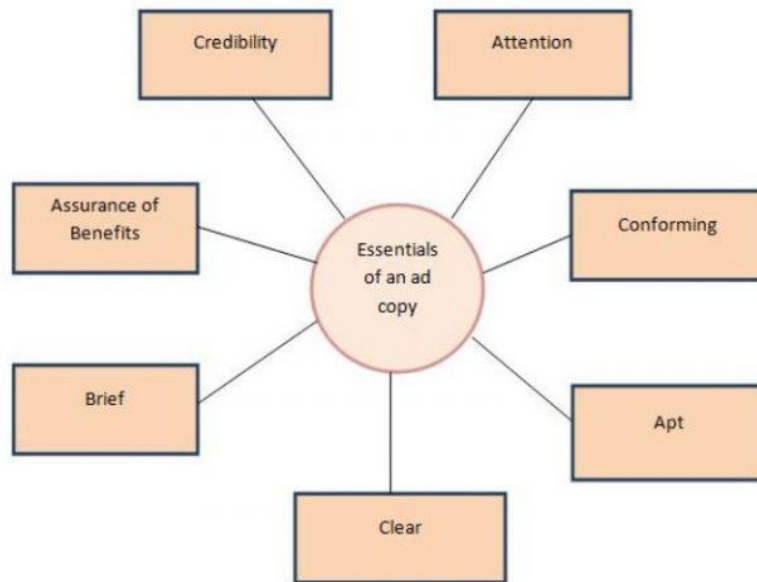 Credibility
Attention
Assurance of
Benefits
Essentials
of an ad
copy
Conforming
Brief
Apt
Clear